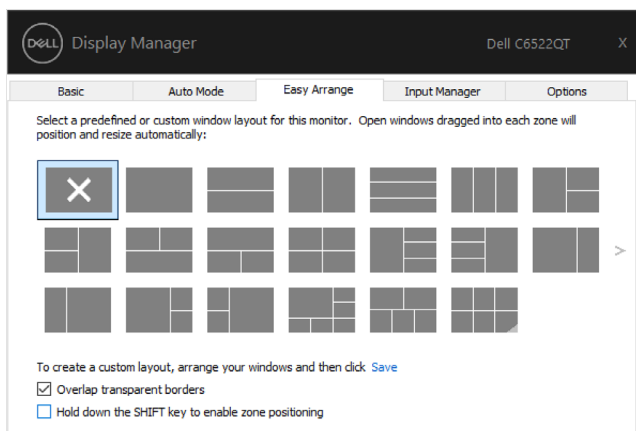 DELL Display Manager Dell C6522QT X
Basic Auto Mode Easy Arrange Input Manager Options
Select a predefined or custom window layout for this monitor. Open windows dragged into each zone will
position and resize automatically:
>
To create a custom layout, arrange your windows and then click Save
Overlap transparent borders
Hold down the SHIFT key to enable zone positioning